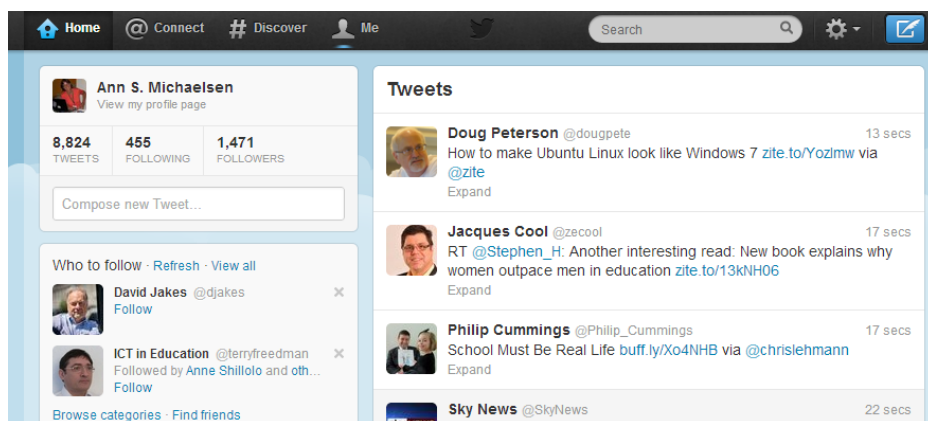 Home @ Connect # Discover Me Search
Ann S. Michaelsen
View my profile page
8,824 455 1,471
TWEETS FOLLOWING FOLLOWERS
Compose new Tweet...
Who to follow · Refresh · View all
David Jakes @djakes
Follow
ICT in Education @terryfreedman
Followed by Anne Shillolo and oth...
Follow
Browse categories · Find friends
Tweets
Doug Peterson @dougpete 13 secs
How to make Ubuntu Linux look like Windows 7 zite.to/Yozlmw via
@zite
Expand
Jacques Cool @zecool 17 secs
RT @Stephen_H: Another interesting read: New book explains why
women outpace men in education zite.to/13kNH06
Expand
Philip Cummings @Philip_Cummings 17 secs
School Must Be Real Life buff.ly/Xo4NHB via @chrislehmann
Expand
Sky News @SkyNews 22 secs